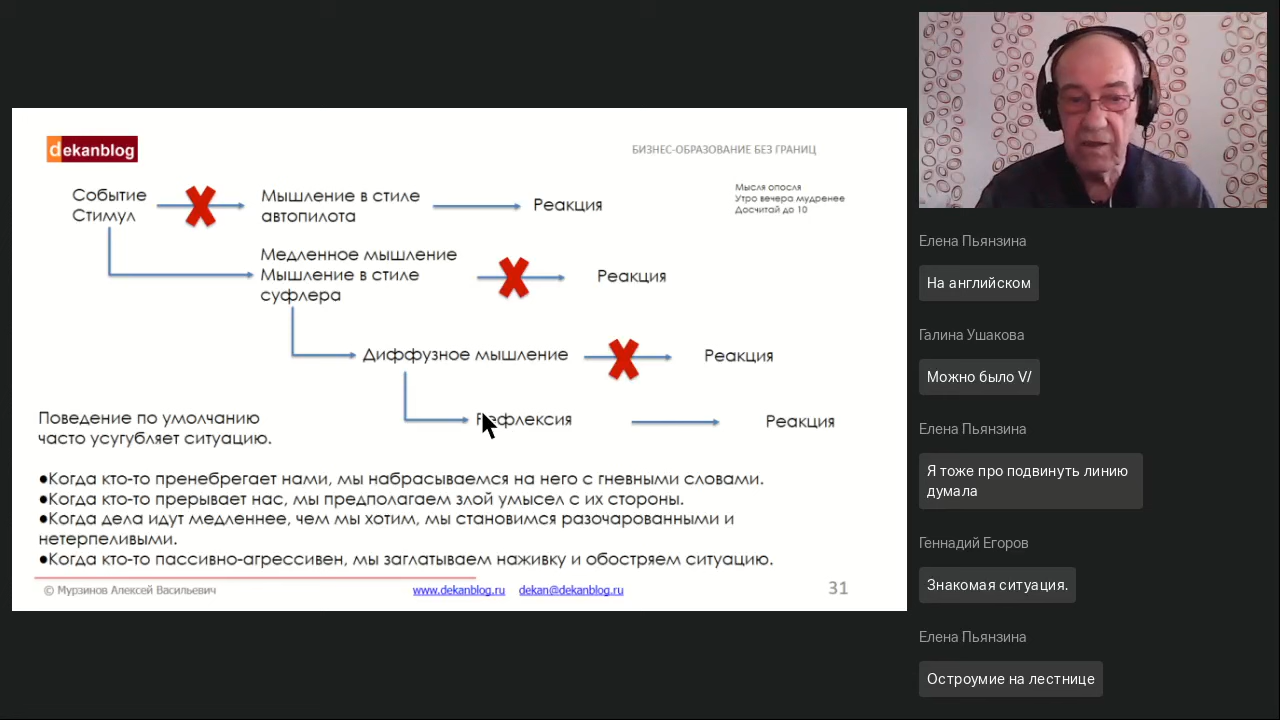 dekanblog
БИЗНЕС-ОБРАЗОВАНИЕ БЕЗ ГРАНИЦ
Событие
Стимул
Мышление в стиле
автопилота
Реакция
Мысля опосля
Утро вечера мудренее
Досчитай до 10
Медленное мышление
Мышление в стиле
суфлера
Реакция
Диффузное мышление
Реакция
Рефлексия
Реакция
Поведение по умолчанию
часто усугубляет ситуацию.
●Когда кто-то пренебрегает нами, мы набрасываемся на него с гневными словами.
●Когда кто-то прерывает нас, мы предполагаем злой умысел с их стороны.
●Когда дела идут медленнее, чем мы хотим, мы становимся разочарованными и
нетерпеливыми.
●Когда кто-то пассивно-агрессивен, мы заглатываем наживку и обостряем ситуацию.
© Мурзинов Алексей Васильевич
www.dekanblog.ru
dekan@dekanblog.ru
31
Елена Пьянзина
На английском
Галина Ушакова
Можно было V/
Елена Пьянзина
Я тоже про подвинуть линию
думала
Геннадий Егоров
Знакомая ситуация.
Елена Пьянзина
Остроумие на лестнице